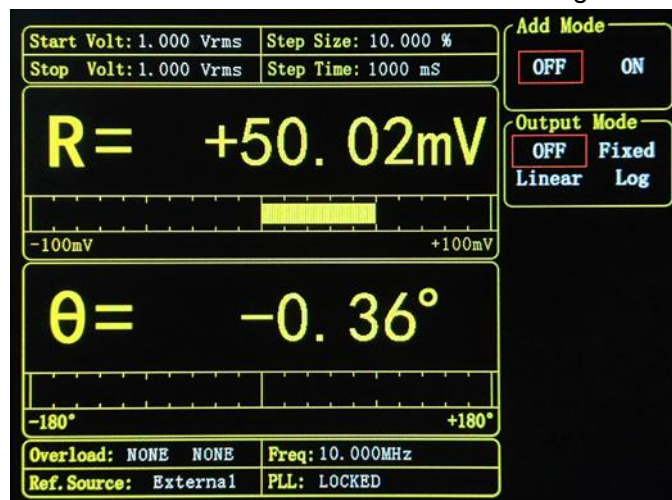 Start Volt: 1.000 Vrms Step Size: 10.000 %
Stop Volt: 1.000 Vrms Step Time: 1000 mS
R= +50.02mV
-100mV +100mV
θ= -0.36°
-180° +180°
Overload: NONE NONE Freq: 10.000MHz
Ref.Source: External PLL: LOCKED
Add Mode
OFF ON
Output Mode
OFF Fixed
Linear Log